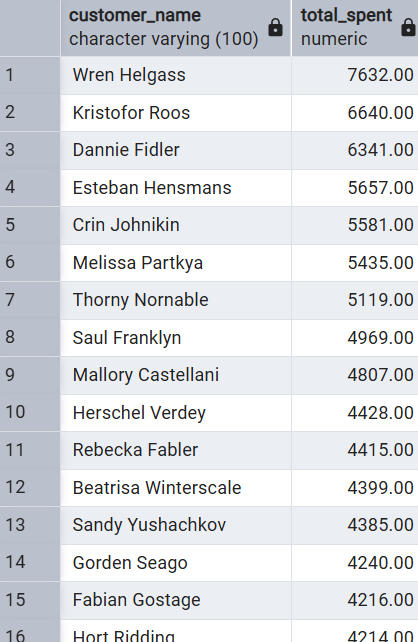 customer_name total_spent
character varying (100) numeric
1 Wren Helgass 7632.00
2 Kristofor Roos 6640.00
3 Dannie Fidler 6341.00
4 Esteban Hensmans 5657.00
5 Crin Johnikin 5581.00
6 Melissa Partkya 5435.00
7 Thorny Nornable 5119.00
8 Saul Franklyn 4969.00
9 Mallory Castellani 4807.00
10 Herschel Verdey 4428.00
11 Rebecka Fabler 4415.00
12 Beatrisa Winterscale 4399.00
13 Sandy Yushachkov 4385.00
14 Gorden Seago 4240.00
15 Fabian Gostage 4216.00
16 Hort Ridding 4214.00